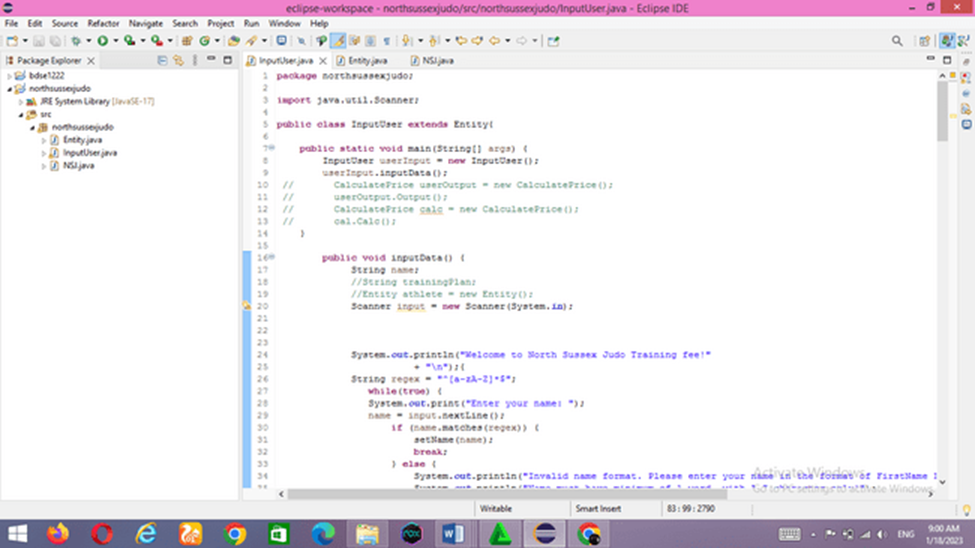 eclipse-workspace - northsussexjudo/src/northsussexjudo/InputUser.java - Eclipse IDE
File Edit Source Refactor Navigate Search Project Run Window Help
Package Explorer
InputUser.java Entity.java NSJ.java
bdse1222
northsussexjudo
JRE System Library [JavaSE-17]
src
northsussexjudo
Entity.java
InputUser.java
NSJ.java
1 package northsussexjudo;
2
3 import java.util.Scanner;
4
5 public class InputUser extends Entity{
6
7 public static void main(String[] args) {
8 InputUser userInput = new InputUser();
9 userInput.inputData();
10 // CalculatePrice userOutput = new CalculatePrice();
11 // userOutput.Output();
12 // CalculatePrice calc = new CalculatePrice();
13 // cal.Calc();
14 }
15
16 public void inputData() {
17 String name;
18 //String trainingPlan;
19 //Entity athlete = new Entity();
20 Scanner input = new Scanner(System.in);
21
22
23
24 System.out.println("Welcome to North Sussex Judo Training fee!"
25 + "\n");{
26 String regex = "^[a-zA-Z]+$";
27 while(true) {
28 System.out.print("Enter your name: ");
29 name = input.nextLine();
30 if (name.matches(regex)) {
31 setName(name);
32 break;
33 } else {
34 System.out.println("Invalid name format. Please enter your name in the format of FirstName
Activate Windows
Go to PC settings to activate Windows.
Writable Smart Insert 83 : 99 : 2790
ENG 9:00 AM
1/18/2023